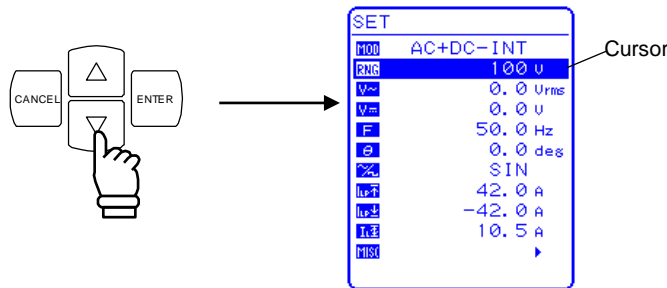 CANCEL
ENTER
SET
MOD AC+DC-INT
RNG 100 V
V~ 0.0 Vrms
V⎓ 0.0 V
F 50.0 Hz
θ 0.0 deg
SIN
42.0 A
-42.0 A
10.5 A
MISC
Cursor